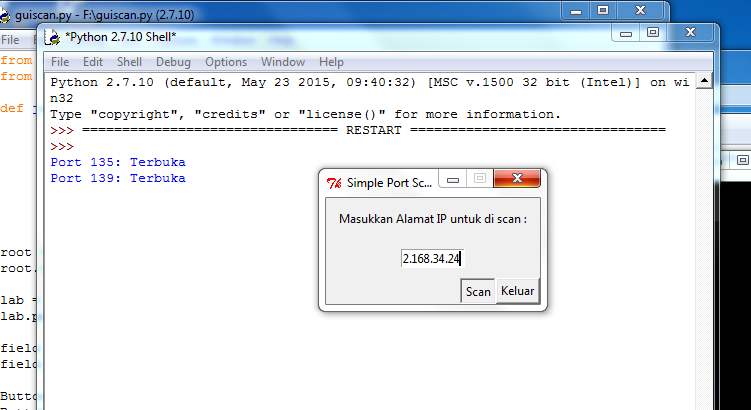 guiscan.py - F:\guiscan.py (2.7.10)
*Python 2.7.10 Shell*
File
File Edit Shell Debug Options Window Help
from
from
def
root
root.
lab =
lab.p
field
field
Butto
Python 2.7.10 (default, May 23 2015, 09:40:32) [MSC v.1500 32 bit (Intel)] on wi
n32
Type "copyright", "credits" or "license()" for more information.
>>> ================================ RESTART ================================
>>>
Port 135: Terbuka
Port 139: Terbuka
Simple Port Sc...
Masukkan Alamat IP untuk di scan :
2.168.34.24
Scan Keluar